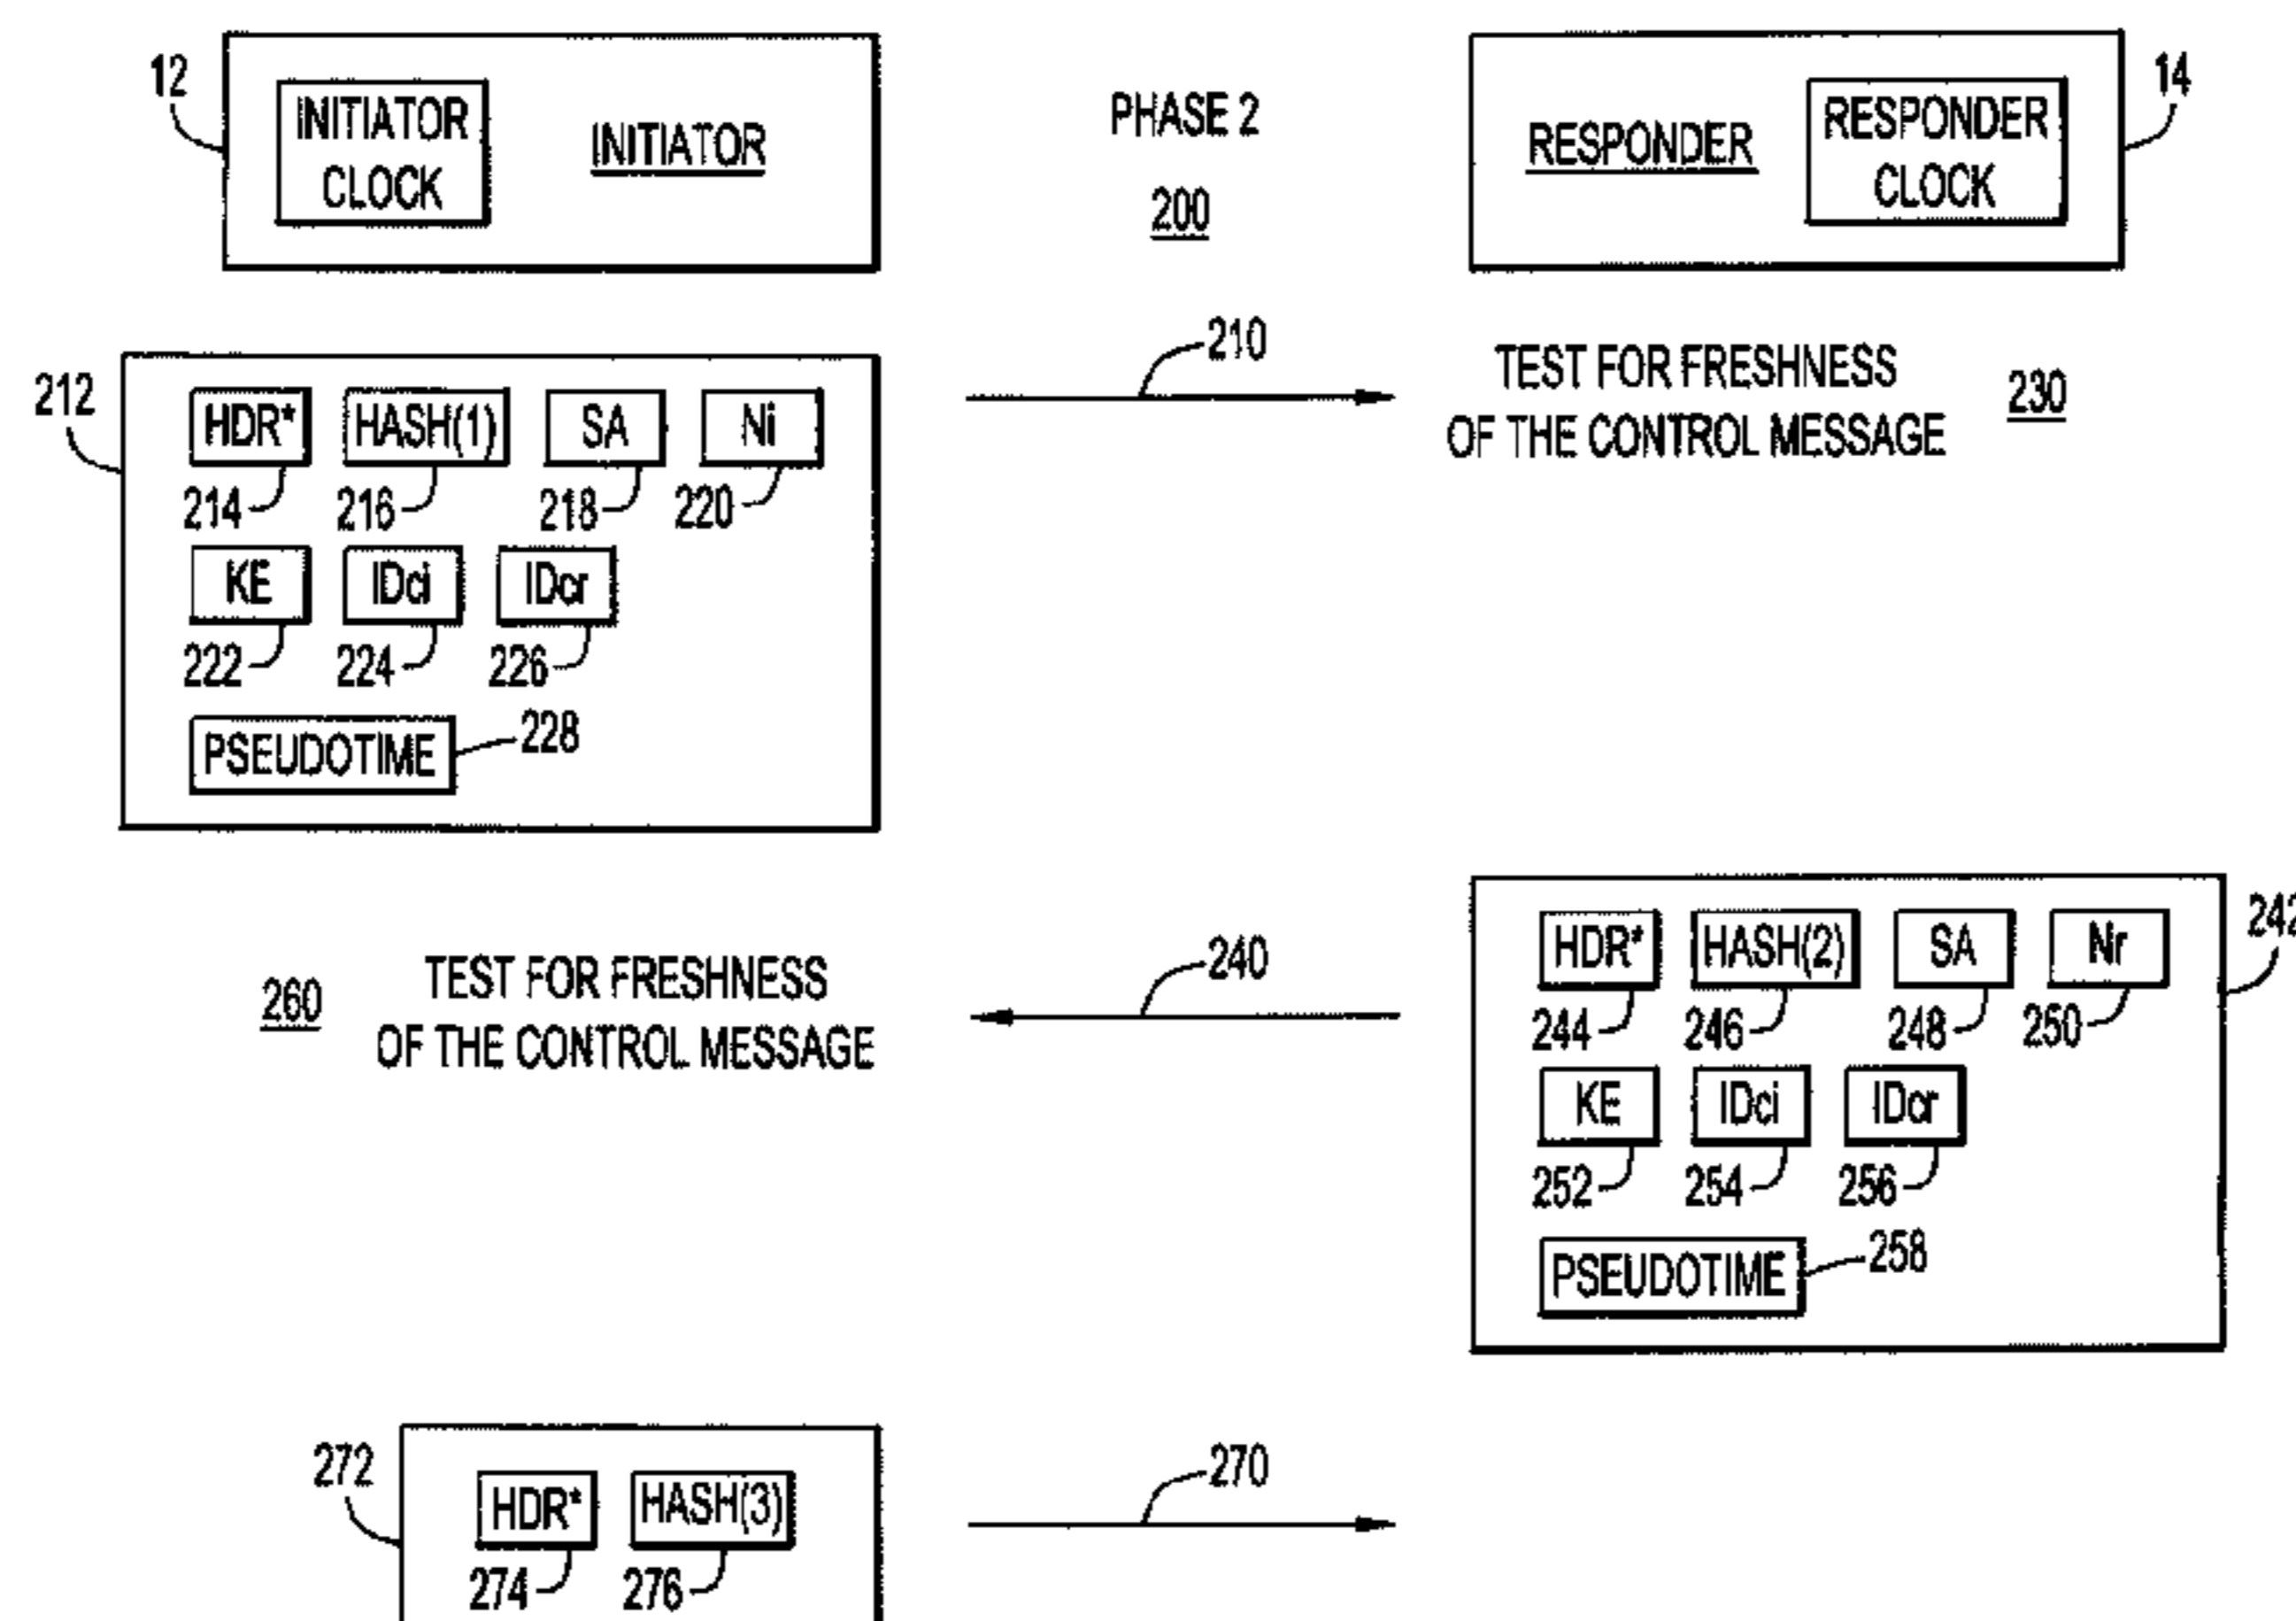 12
INITIATOR
CLOCK
INITIATOR
PHASE 2
200
RESPONDER
RESPONDER
CLOCK
14
210
TEST FOR FRESHNESS
OF THE CONTROL MESSAGE
230
212
HDR* HASH(1) SA Ni
214 216 218 220
KE IDci IDcr
222 224 226
PSEUDOTIME 228
260
TEST FOR FRESHNESS
OF THE CONTROL MESSAGE
240
242
HDR* HASH(2) SA Nr
244 246 248 250
KE IDci IDcr
252 254 256
PSEUDOTIME 258
272
HDR* HASH(3)
274 276
270